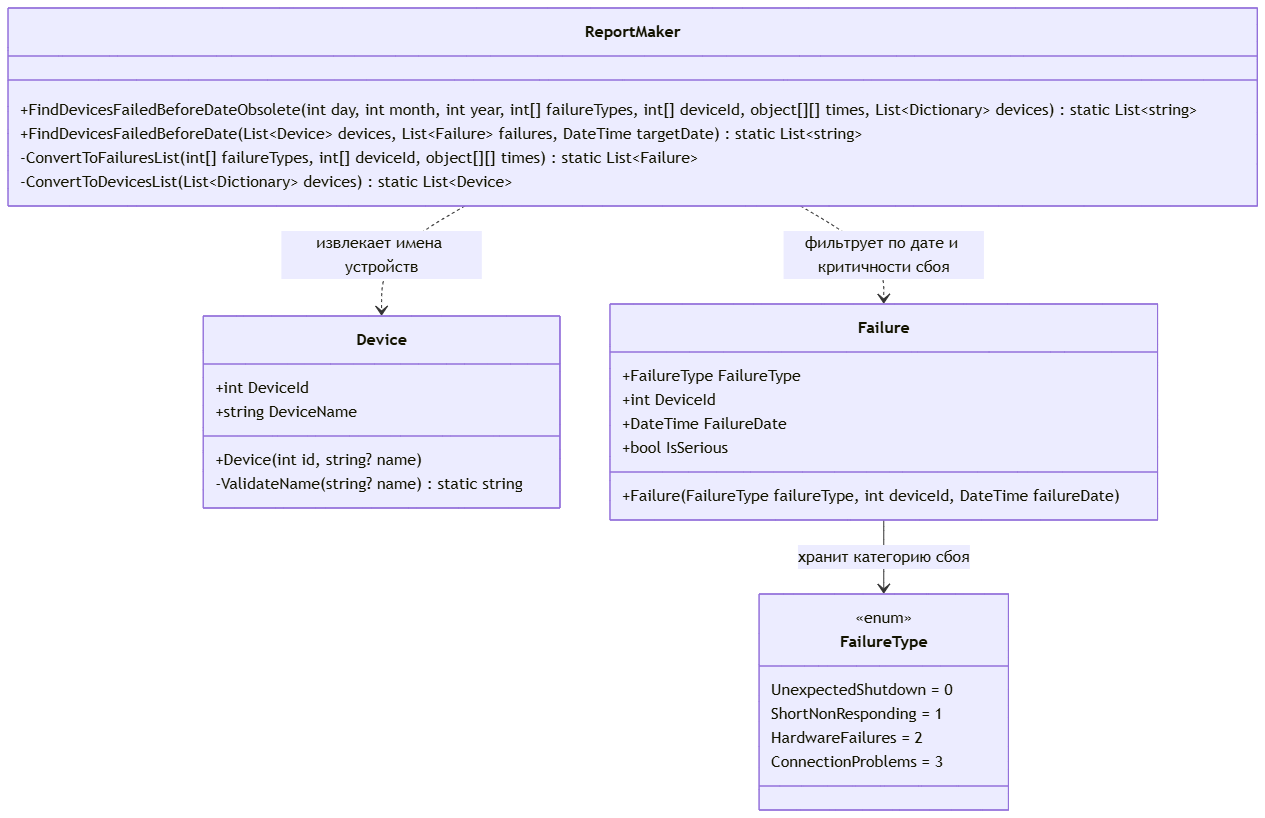 ReportMaker
+FindDevicesFailedBeforeDateObsolete(int day, int month, int year, int[] failureTypes, int[] deviceId, object[][] times, List<Dictionary> devices) : static List<string>
+FindDevicesFailedBeforeDate(List<Device> devices, List<Failure> failures, DateTime targetDate) : static List<string>
-ConvertToFailuresList(int[] failureTypes, int[] deviceId, object[][] times) : static List<Failure>
-ConvertToDevicesList(List<Dictionary> devices) : static List<Device>
извлекает имена
устройств
фильтрует по дате и
критичности сбоя
Device
+int DeviceId
+string DeviceName
+Device(int id, string? name)
-ValidateName(string? name) : static string
Failure
+FailureType FailureType
+int DeviceId
+DateTime FailureDate
+bool IsSerious
+Failure(FailureType failureType, int deviceId, DateTime failureDate)
хранит категорию сбоя
«enum»
FailureType
UnexpectedShutdown = 0
ShortNonResponding = 1
HardwareFailures = 2
ConnectionProblems = 3